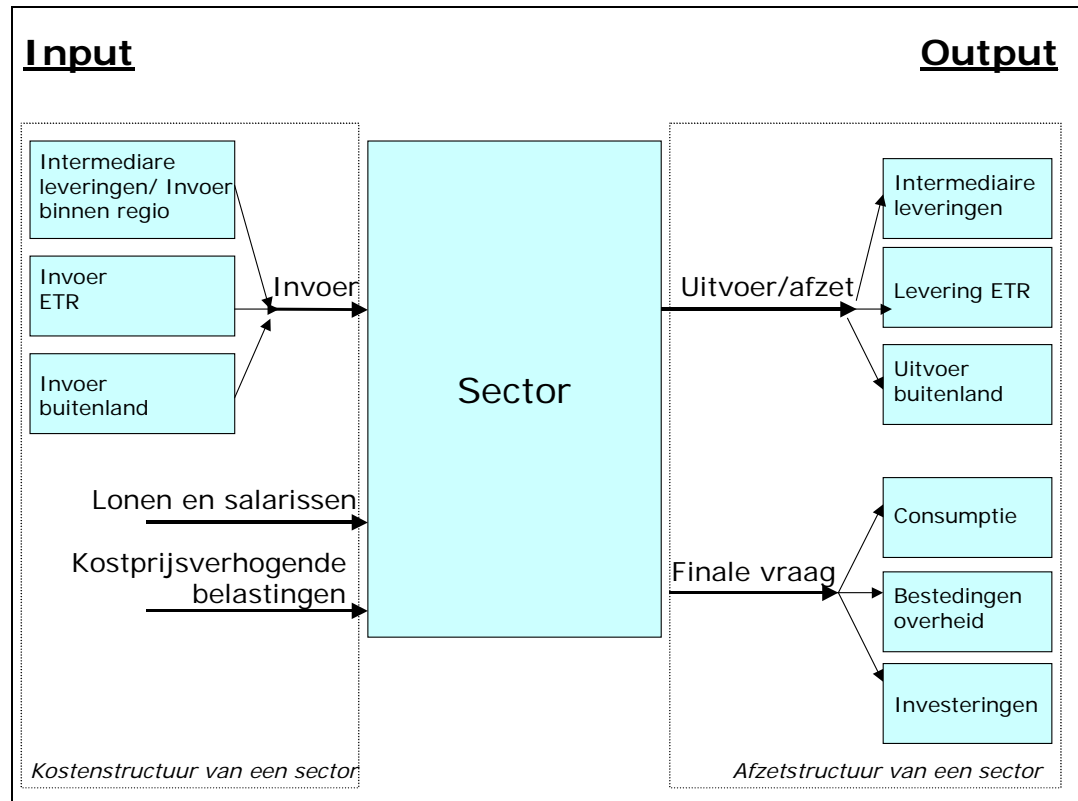 Input
Output
Intermediare
leveringen/ Invoer
binnen regio
Invoer
ETR
Invoer
buitenland
Invoer
Lonen en salarissen
Kostprijsverhogende
belastingen
Kostenstructuur van een sector
Sector
Uitvoer/afzet
Intermediaire
leveringen
Levering ETR
Uitvoer
buitenland
Finale vraag
Consumptie
Bestedingen
overheid
Investeringen
Afzetstructuur van een sector